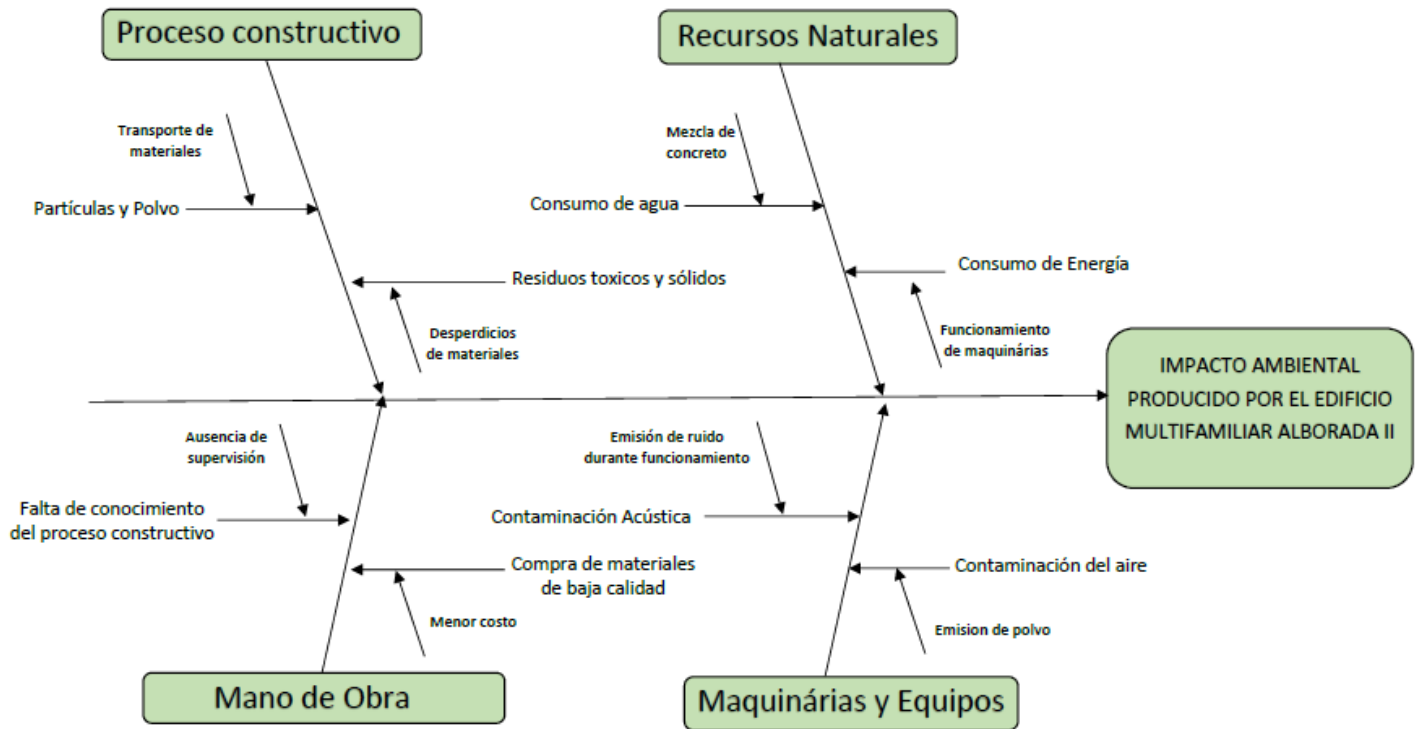 Proceso constructivo
Recursos Naturales
Transporte de
materiales
Partículas y Polvo
Residuos toxicos y sólidos
Desperdicios
de materiales
Mezcla de
concreto
Consumo de agua
Consumo de Energía
Funcionamiento
de maquinárias
IMPACTO AMBIENTAL
PRODUCIDO POR EL EDIFICIO
MULTIFAMILIAR ALBORADA II
Ausencia de
supervisión
Falta de conocimiento
del proceso constructivo
Compra de materiales
de baja calidad
Menor costo
Emisión de ruido
durante funcionamiento
Contaminación Acústica
Contaminación del aire
Emision de polvo
Mano de Obra
Maquinárias y Equipos